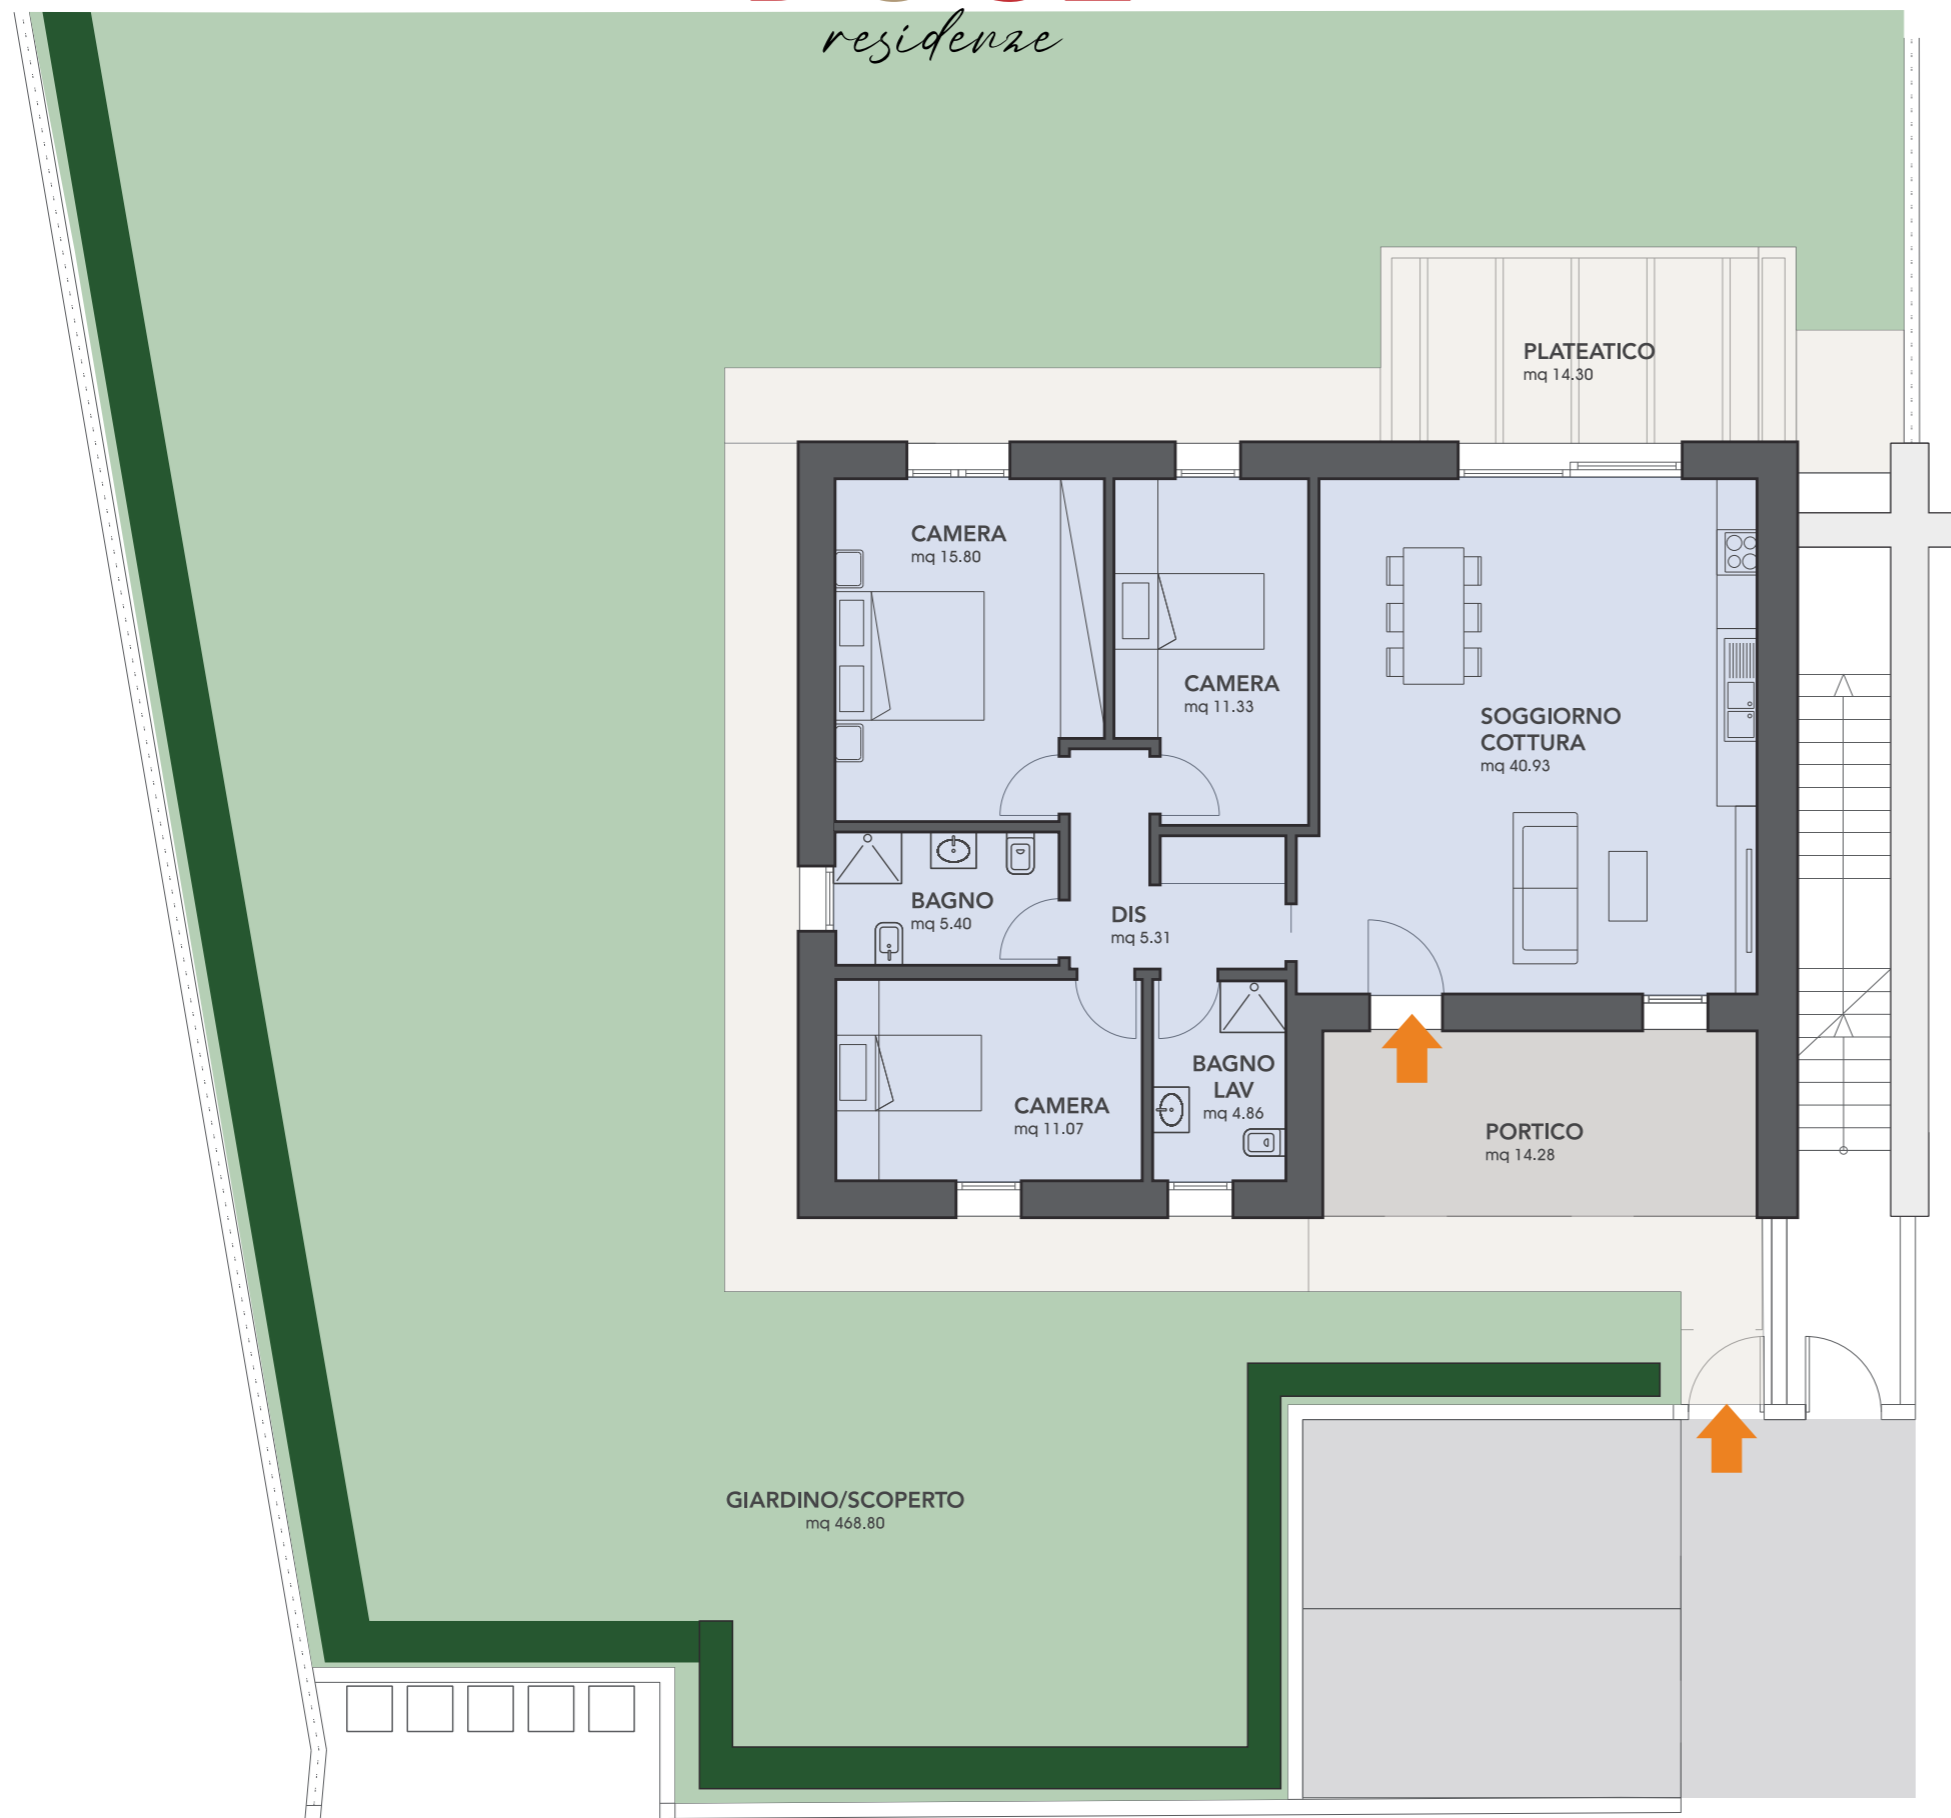 residenze
PLATEATICO
mq 14.30
CAMERA
mq 15.80
CAMERA
mq 11.33
SOGGIORNO
COTTURA
mq 40.93
BAGNO
mq 5.40
DIS
mq 5.31
BAGNO
LAV
mq 4.86
CAMERA
mq 11.07
PORTICO
mq 14.28
GIARDINO/SCOPERTO
mq 468.80